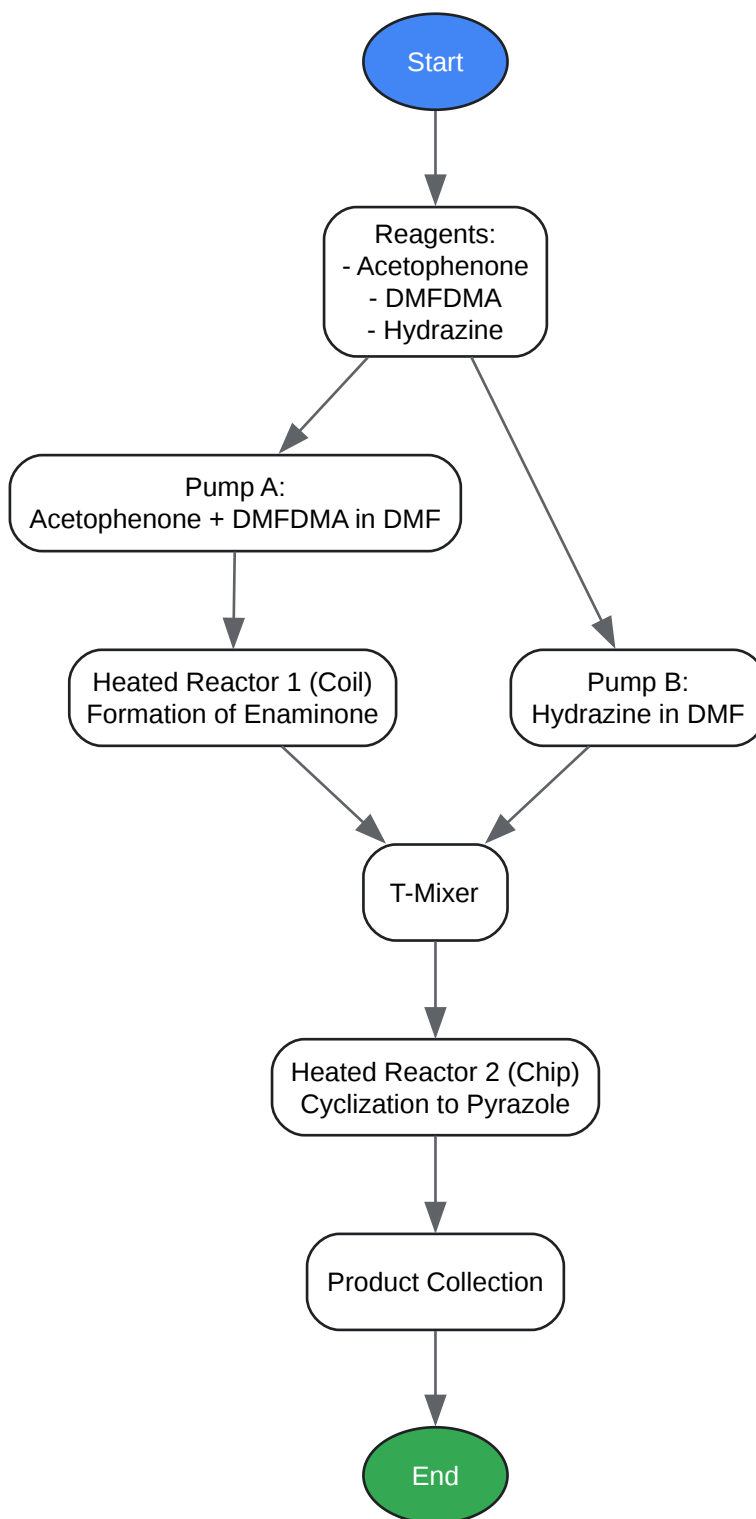 Start
Reagents:
- Acetophenone
- DMFDMA
- Hydrazine
Pump A:
Acetophenone + DMFDMA in DMF
Heated Reactor 1 (Coil)
Formation of Enaminone
Pump B:
Hydrazine in DMF
T-Mixer
Heated Reactor 2 (Chip)
Cyclization to Pyrazole
Product Collection
End